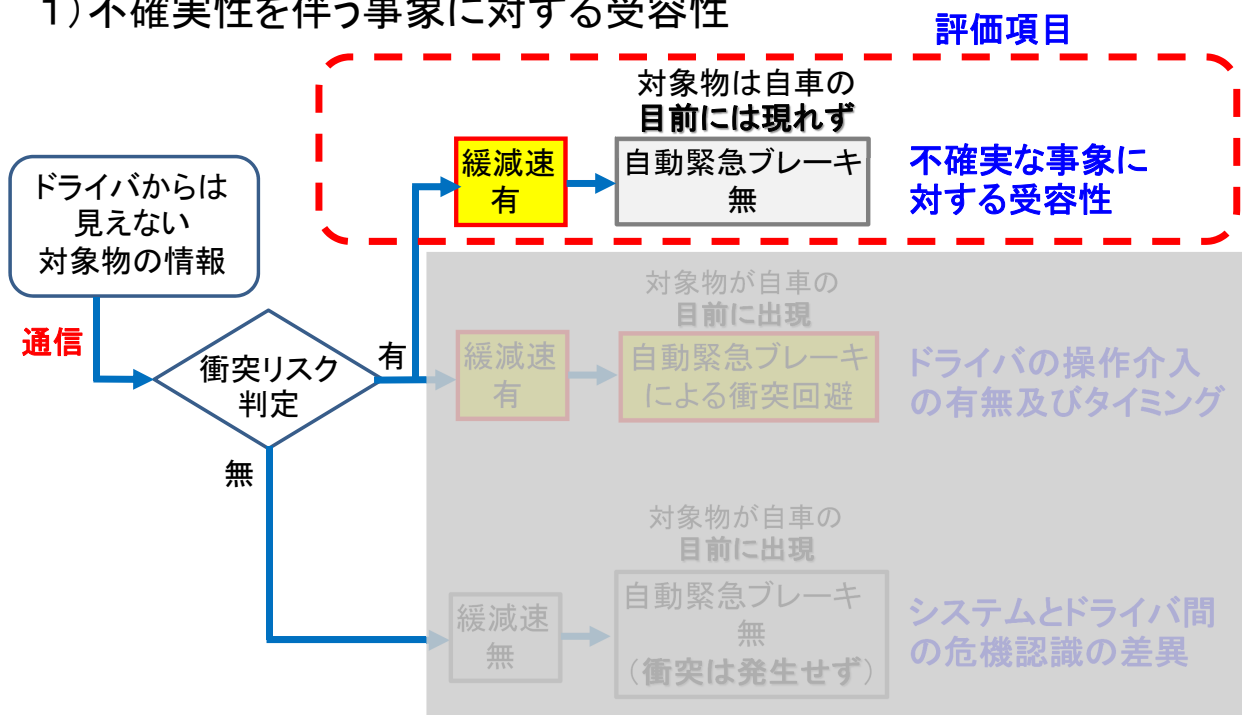 1)不確実性を伴う事象に対する受容性
評価項目
対象物は自車の
目前には現れず
緩減速
有
自動緊急ブレーキ
無
不確実な事象に
対する受容性
ドライバからは
見えない
対象物の情報
通信
衝突リスク
判定
有
無
対象物が自車の
目前に出現
緩減速
有
自動緊急ブレーキ
による衝突回避
ドライバの操作介入
の有無及びタイミング
対象物が自車の
目前に出現
緩減速
無
自動緊急ブレーキ
無
(衝突は発生せず)
システムとドライバ間
の危機認識の差異